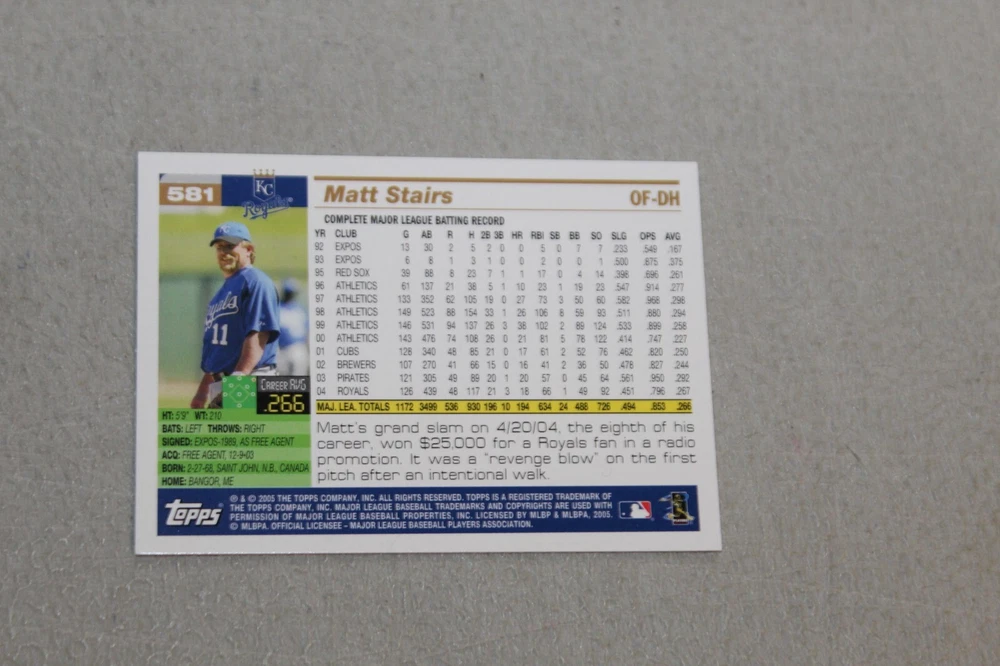 581
KC
Royals
Matt Stairs OF-DH
COMPLETE MAJOR LEAGUE BATTING RECORD
YR CLUB G AB R H 2B 3B HR RBI SB BB SO SLG OPS AVG
92 EXPOS 13 30 2 5 2 0 0 5 0 7 7 .233 .549 .167
93 EXPOS 6 8 1 3 1 0 0 2 0 0 1 .500 .875 .375
95 RED SOX 39 88 8 23 7 1 1 17 0 4 14 .398 .696 .261
96 ATHLETICS 61 137 21 38 5 1 10 23 1 19 23 .547 .914 .277
97 ATHLETICS 133 352 62 105 19 0 27 73 3 50 60 .582 .968 .298
98 ATHLETICS 149 523 88 154 33 1 26 106 8 59 93 .511 .880 .294
99 ATHLETICS 146 531 94 137 26 3 38 102 2 89 124 .533 .899 .258
00 ATHLETICS 143 476 74 108 26 0 21 81 5 78 122 .414 .747 .227
01 CUBS 128 340 48 85 21 0 17 61 2 52 76 .462 .820 .250
02 BREWERS 107 270 41 66 15 0 16 41 2 36 50 .478 .827 .244
03 PIRATES 121 305 49 89 20 1 20 57 0 45 64 .561 .950 .292
04 ROYALS 126 439 48 117 21 3 18 66 1 49 92 .451 .796 .267
MAJ. LEA. TOTALS 1172 3499 536 930 196 10 194 634 24 488 726 .494 .853 .266
Royals
11
CAREER AVG
.266
HT: 5'9" WT: 210
BATS: LEFT THROWS: RIGHT
SIGNED: EXPOS-1989, AS FREE AGENT
ACQ: FREE AGENT, 12-9-03
BORN: 2-27-68, SAINT JOHN, N.B., CANADA
HOME: BANGOR, ME
Matt's grand slam on 4/20/04, the eighth of his
career, won $25,000 for a Royals fan in a radio
promotion. It was a "revenge blow" on the first
pitch after an intentional walk.
topps
® & © 2005 THE TOPPS COMPANY, INC. ALL RIGHTS RESERVED. TOPPS IS A REGISTERED TRADEMARK OF
THE TOPPS COMPANY, INC. MAJOR LEAGUE BASEBALL TRADEMARKS AND COPYRIGHTS ARE USED WITH
PERMISSION OF MAJOR LEAGUE BASEBALL PROPERTIES, INC. LICENSED BY MLBP & MLBPA, 2005.
© MLBPA, OFFICIAL LICENSEE - MAJOR LEAGUE BASEBALL PLAYERS ASSOCIATION.